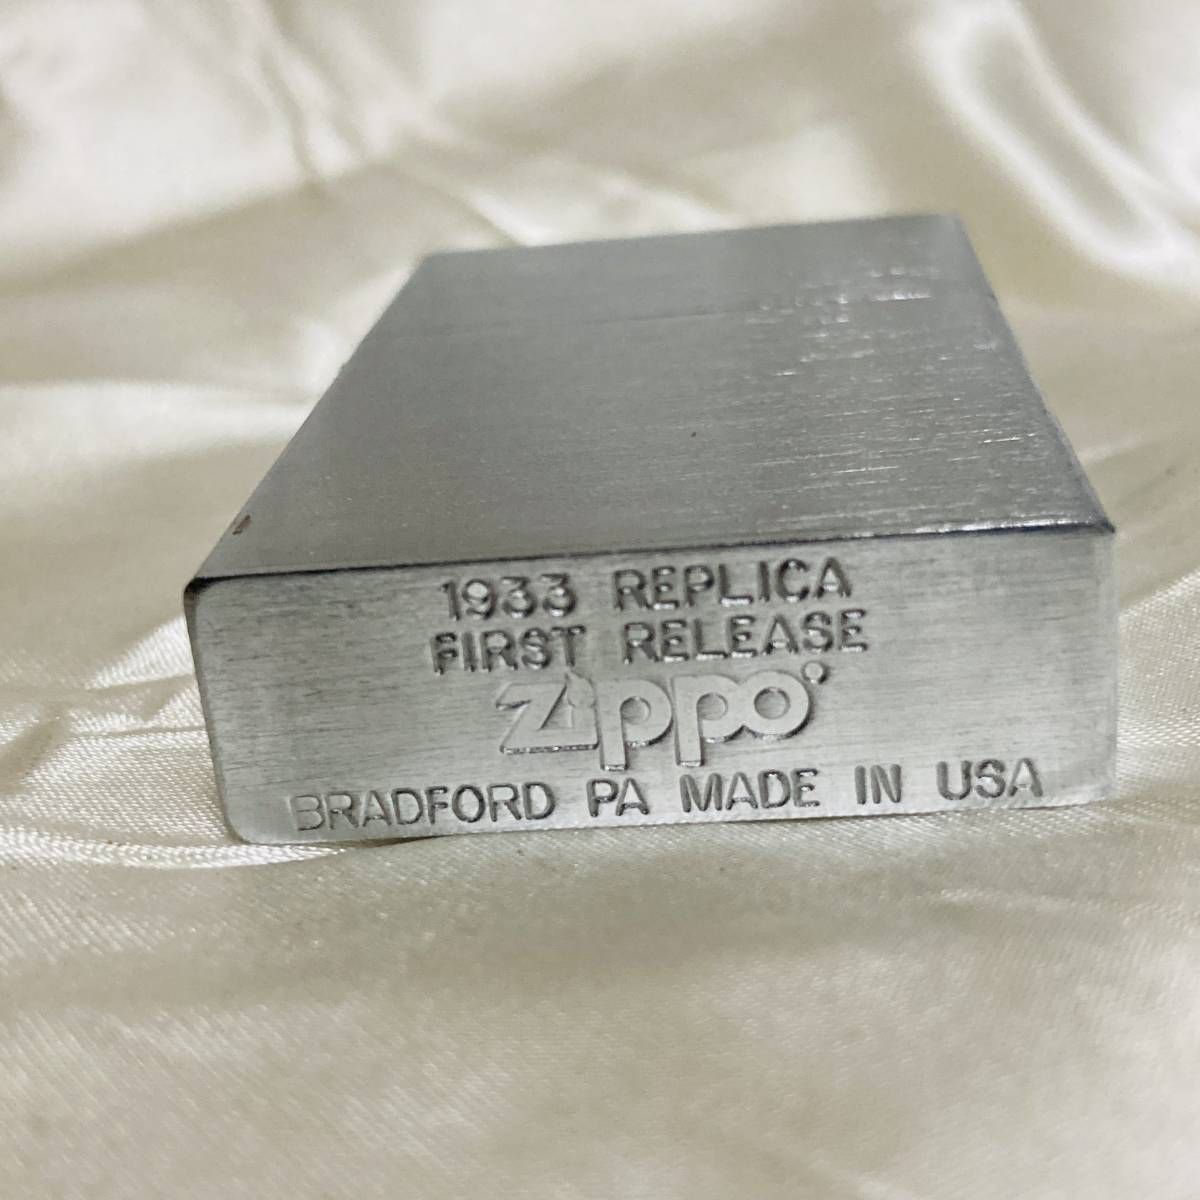 1933 REPLICA
FIRST RELEASE
Zippo
BRADFORD PA MADE IN USA